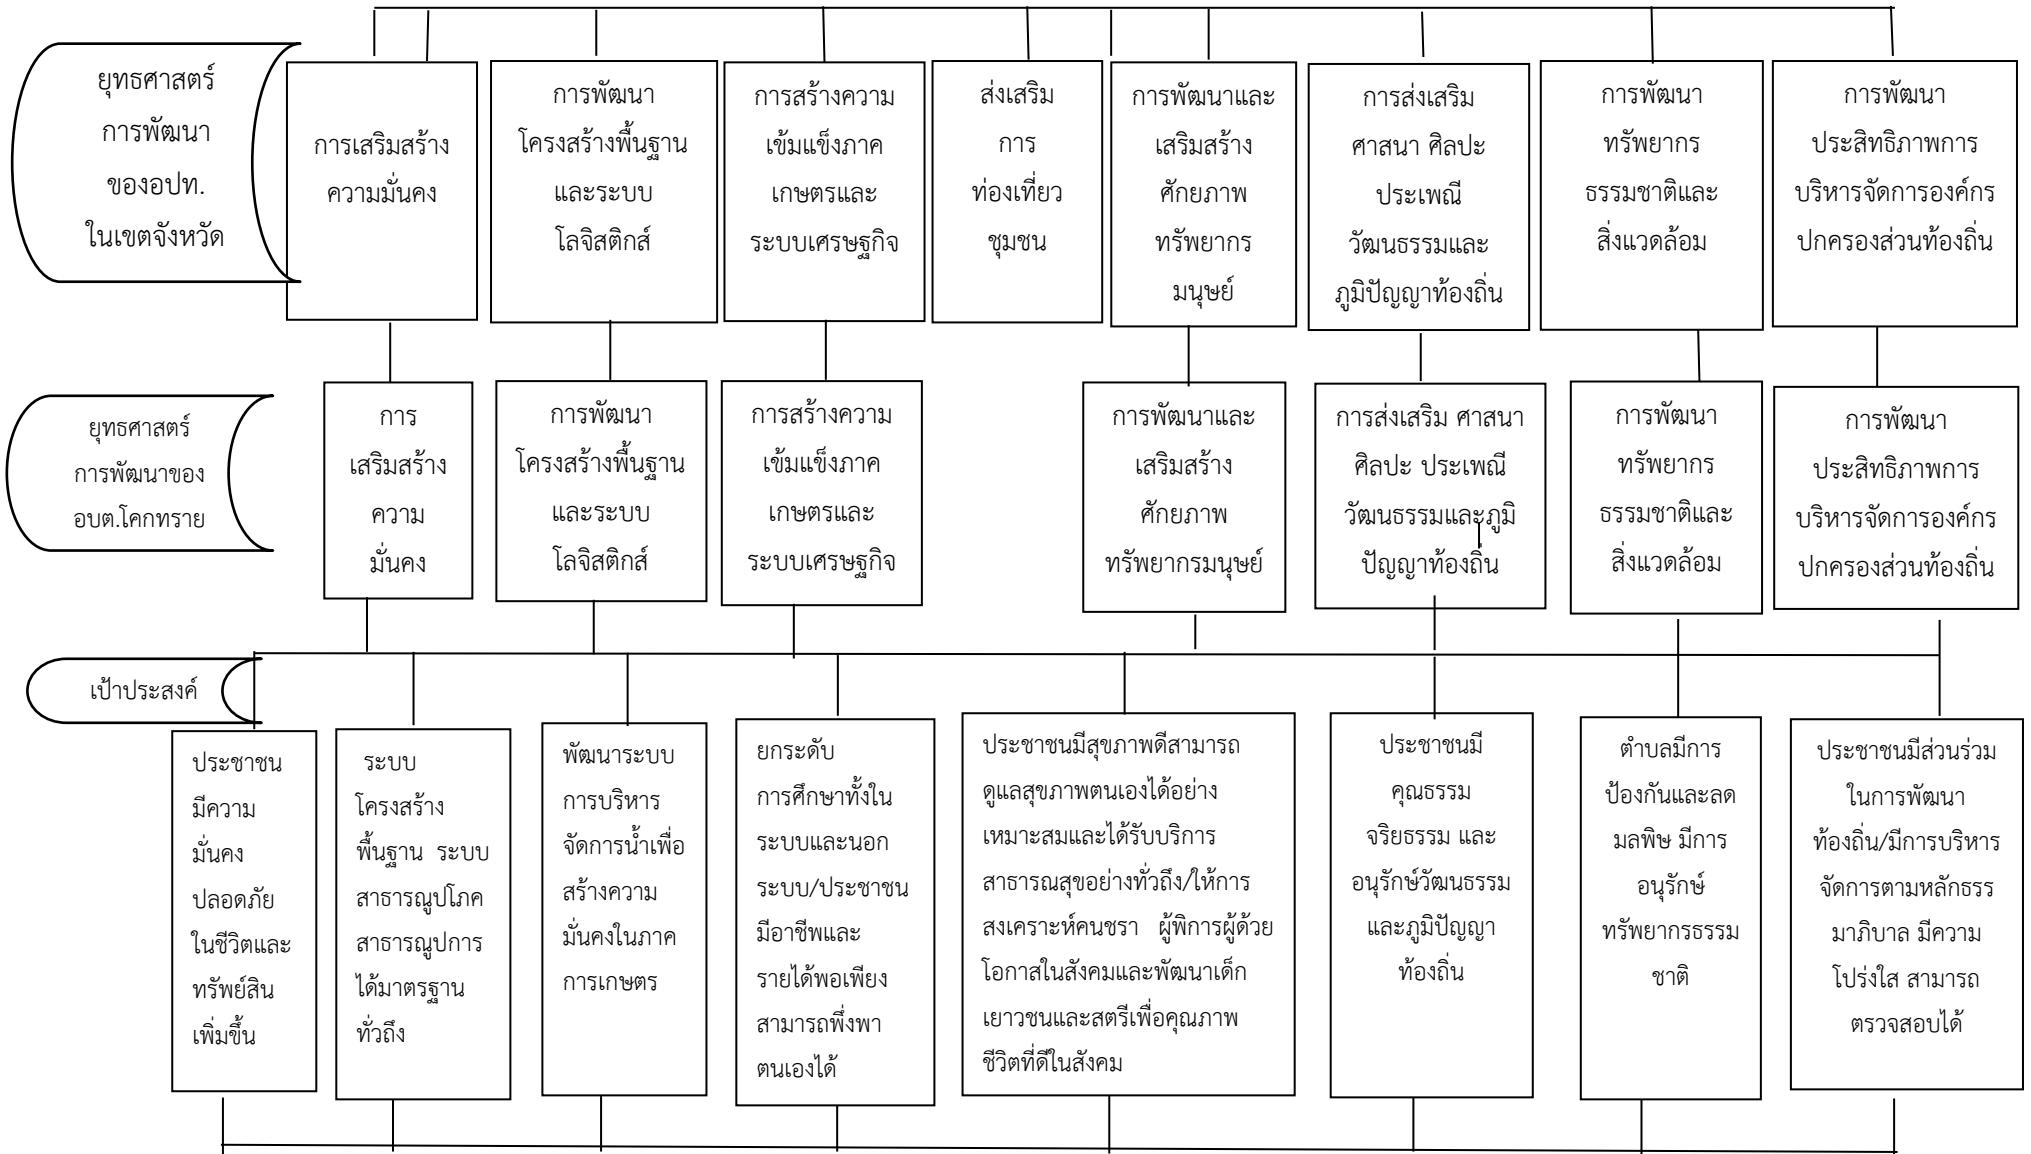 ยุทธศาสตร์
การพัฒนา
ของอปท.
ในเขตจังหวัด
การเสริมสร้าง
ความมั่นคง
การพัฒนา
โครงสร้างพื้นฐาน
และระบบ
โลจิสติกส์
การสร้างความ
เข้มแข็งภาค
เกษตรและ
ระบบเศรษฐกิจ
ส่งเสริม
การ
ท่องเที่ยว
ชุมชน
การพัฒนาและ
เสริมสร้าง
ศักยภาพ
ทรัพยากร
มนุษย์
การส่งเสริม
ศาสนา ศิลปะ
ประเพณี
วัฒนธรรมและ
ภูมิปัญญาท้องถิ่น
การพัฒนา
ทรัพยากร
ธรรมชาติและ
สิ่งแวดล้อม
การพัฒนา
ประสิทธิภาพการ
บริหารจัดการองค์กร
ปกครองส่วนท้องถิ่น
ยุทธศาสตร์
การพัฒนาของ
อบต.โคกทราย
การ
เสริมสร้าง
ความ
มั่นคง
การพัฒนา
โครงสร้างพื้นฐาน
และระบบ
โลจิสติกส์
การสร้างความ
เข้มแข็งภาค
เกษตรและ
ระบบเศรษฐกิจ
การพัฒนาและ
เสริมสร้าง
ศักยภาพ
ทรัพยากรมนุษย์
การส่งเสริม ศาสนา
ศิลปะ ประเพณี
วัฒนธรรมและภูมิ
ปัญญาท้องถิ่น
การพัฒนา
ทรัพยากร
ธรรมชาติและ
สิ่งแวดล้อม
การพัฒนา
ประสิทธิภาพการ
บริหารจัดการองค์กร
ปกครองส่วนท้องถิ่น
เป้าประสงค์
ประชาชน
มีความ
มั่นคง
ปลอดภัย
ในชีวิตและ
ทรัพย์สิน
เพิ่มขึ้น
ระบบ
โครงสร้าง
พื้นฐาน ระบบ
สาธารณูปโภค
สาธารณูปการ
ได้มาตรฐาน
ทั่วถึง
พัฒนาระบบ
การบริหาร
จัดการน้ำเพื่อ
สร้างความ
มั่นคงในภาค
การเกษตร
ยกระดับ
การศึกษาทั้งใน
ระบบและนอก
ระบบ/ประชาชน
มีอาชีพและ
รายได้พอเพียง
สามารถพึ่งพา
ตนเองได้
ประชาชนมีสุขภาพดีสามารถ
ดูแลสุขภาพตนเองได้อย่าง
เหมาะสมและได้รับบริการ
สาธารณสุขอย่างทั่วถึง/ให้การ
สงเคราะห์คนชรา ผู้พิการผู้ด้วย
โอกาสในสังคมและพัฒนาเด็ก
เยาวชนและสตรีเพื่อคุณภาพ
ชีวิตที่ดีในสังคม
ประชาชนมี
คุณธรรม
จริยธรรม และ
อนุรักษ์วัฒนธรรม
และภูมิปัญญา
ท้องถิ่น
ตำบลมีการ
ป้องกันและลด
มลพิษ มีการ
อนุรักษ์
ทรัพยากรธรรม
ชาติ
ประชาชนมีส่วนร่วม
ในการพัฒนา
ท้องถิ่น/มีการบริหาร
จัดการตามหลักธรร
มาภิบาล มีความ
โปร่งใส สามารถ
ตรวจสอบได้